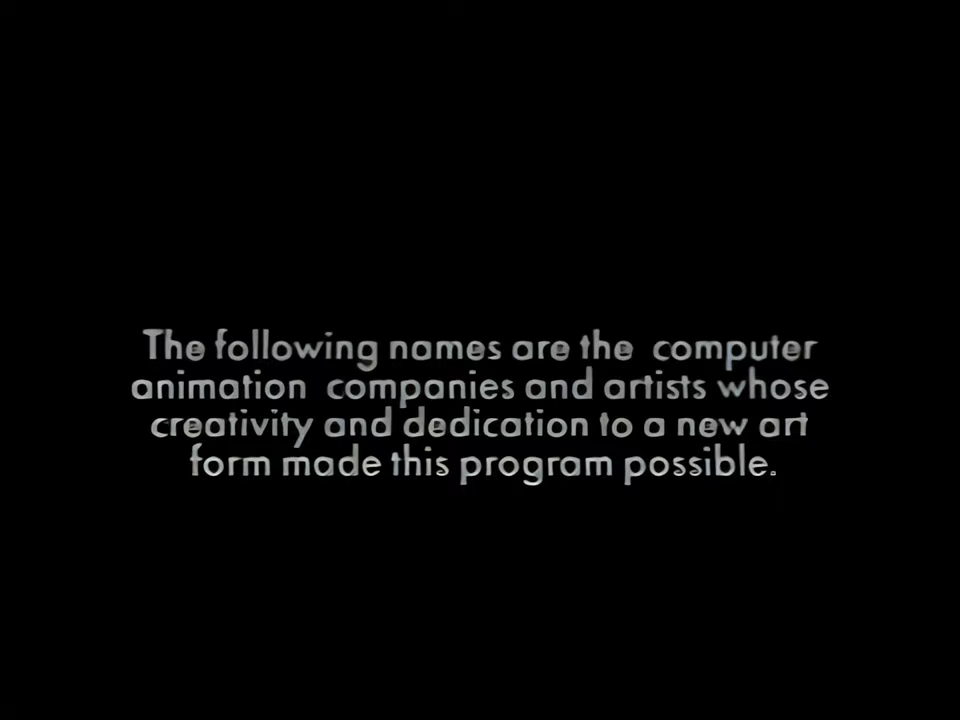 The following names are the computer
animation companies and artists whose
creativity and dedication to a new art
form made this program possible.